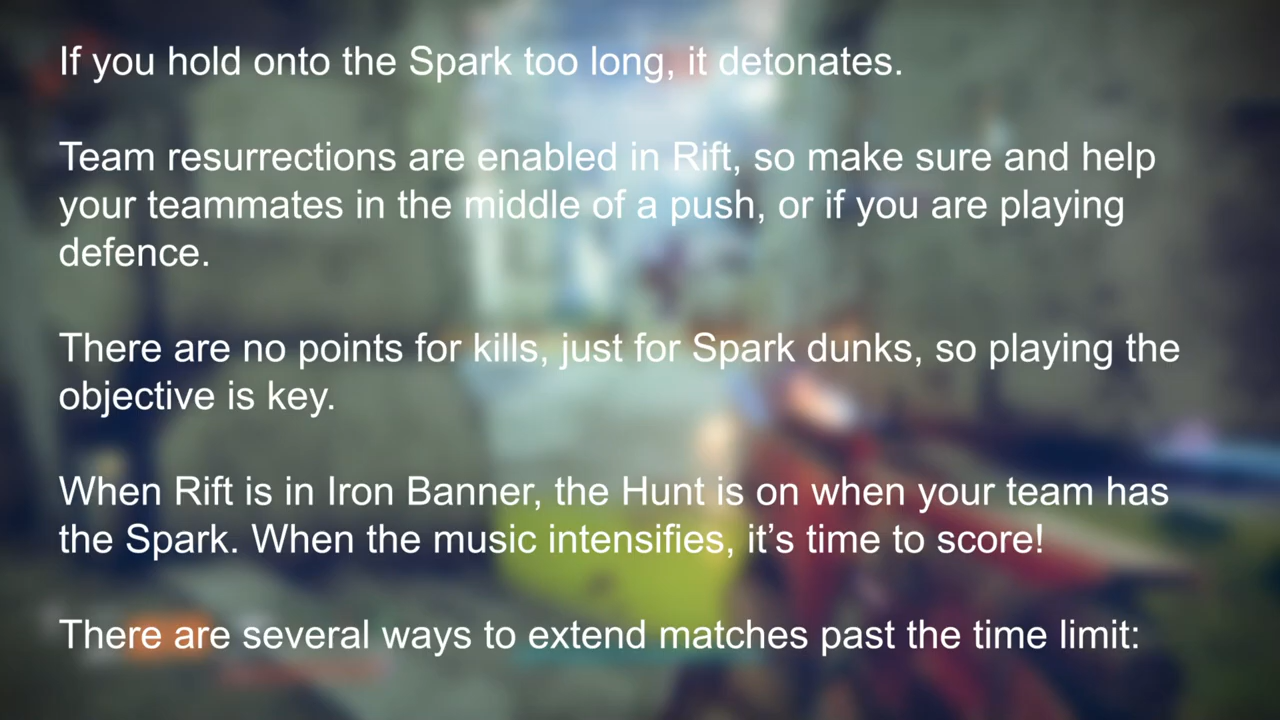 If you hold onto the Spark too long, it detonates.
Team resurrections are enabled in Rift, so make sure and help
your teammates in the middle of a push, or if you are playing
defence.
There are no points for kills, just for Spark dunks, so playing the
objective is key.
When Rift is in Iron Banner, the Hunt is on when your team has
the Spark. When the music intensifies, it’s time to score!
There are several ways to extend matches past the time limit: